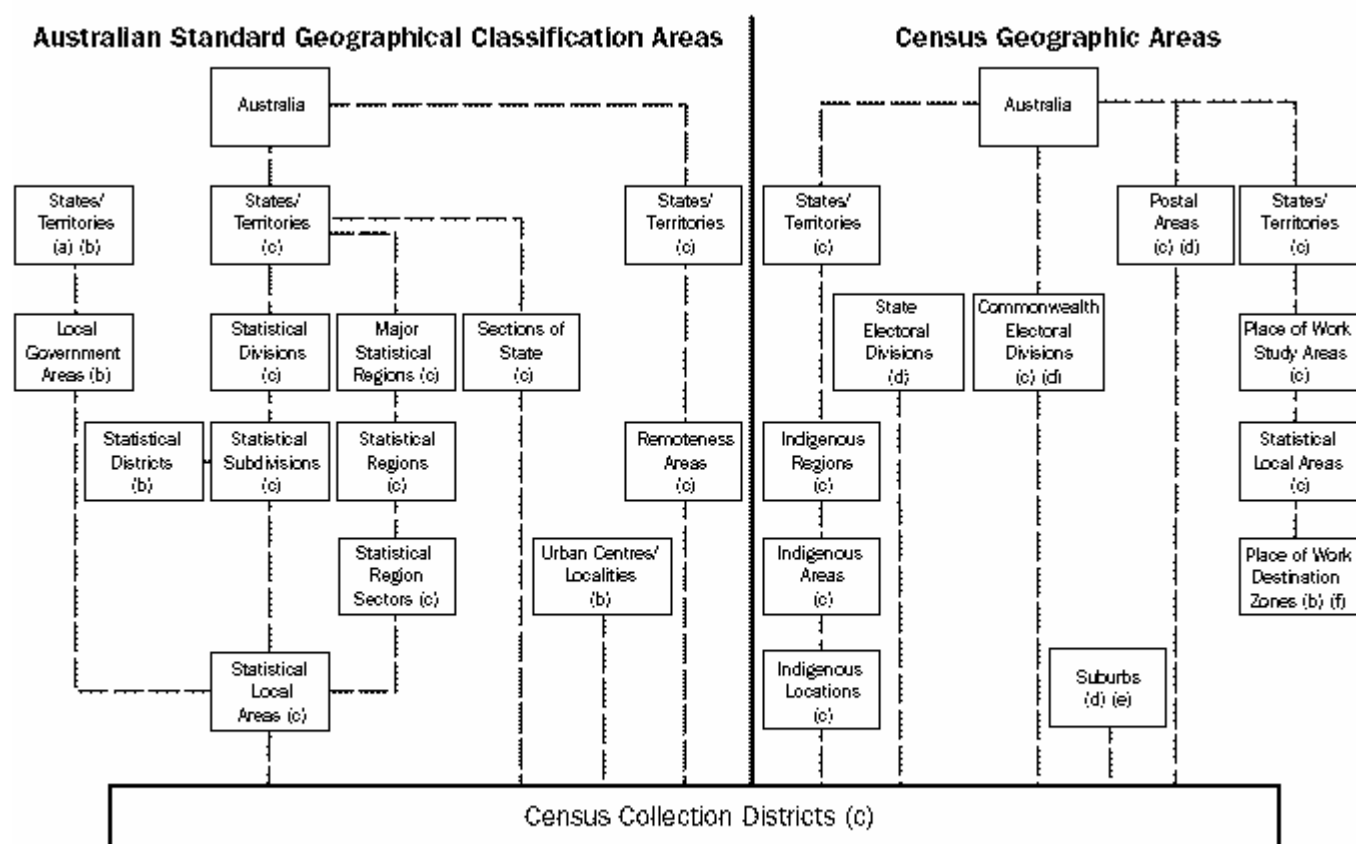 Australian Standard Geographical Classification Areas
Census Geographic Areas
Australia
Australia
States/
Territories
(a) (b)
States/
Territories
(c)
States/
Territories
(c)
States/
Territories
(c)
Postal
Areas
(c) (d)
States/
Territories
(c)
Local
Government
Areas (b)
Statistical
Divisions
(c)
Major
Statistical
Regions (c)
Sections of
State
(c)
State
Electoral
Divisions
(d)
Commonwealth
Electoral
Divisions
(c) (d)
Place of Work
Study Areas
(c)
Statistical
Districts
(b)
Statistical
Subdivisions
(c)
Statistical
Regions
(c)
Remoteness
Areas
(c)
Indigenous
Regions
(c)
Statistical
Local Areas
(c)
Statistical
Region
Sectors (c)
Urban Centres/
Localities
(b)
Indigenous
Areas
(c)
Place of Work
Destination
Zones (b) (f)
Statistical
Local
Areas (c)
Indigenous
Locations
(c)
Suburbs
(d) (e)
Census Collection Districts (c)